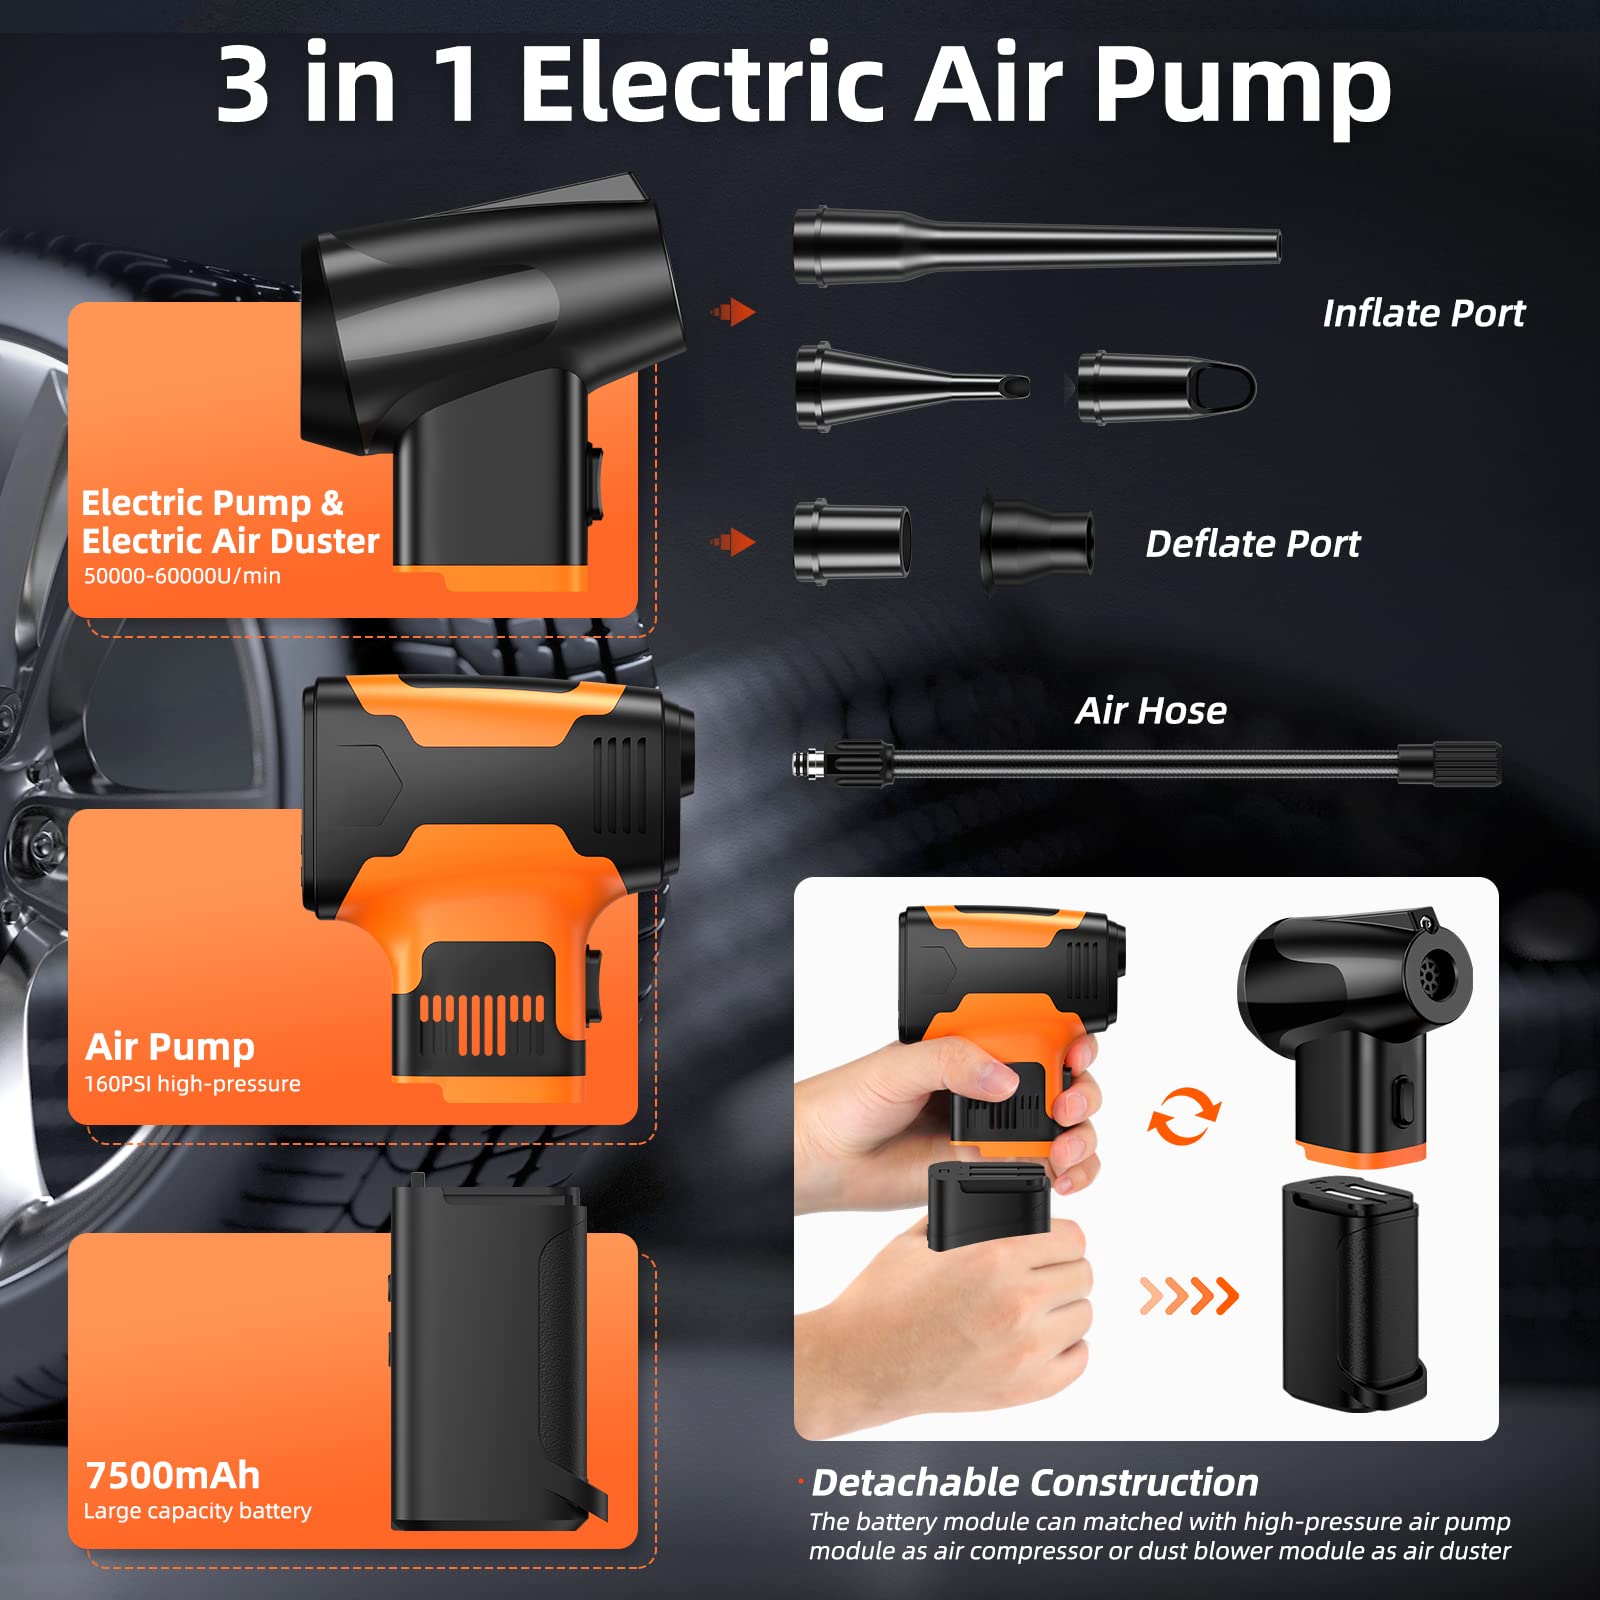 3 in 1 Electric Air Pump
Inflate Port
Electric Pump &
Electric Air Duster
50000-60000U/min
Deflate Port
Air Hose
Air Pump
160PSI high-pressure
7500mAh
Large capacity battery
Detachable Construction
The battery module can matched with high-pressure air pump
module as air compressor or dust blower module as air duster